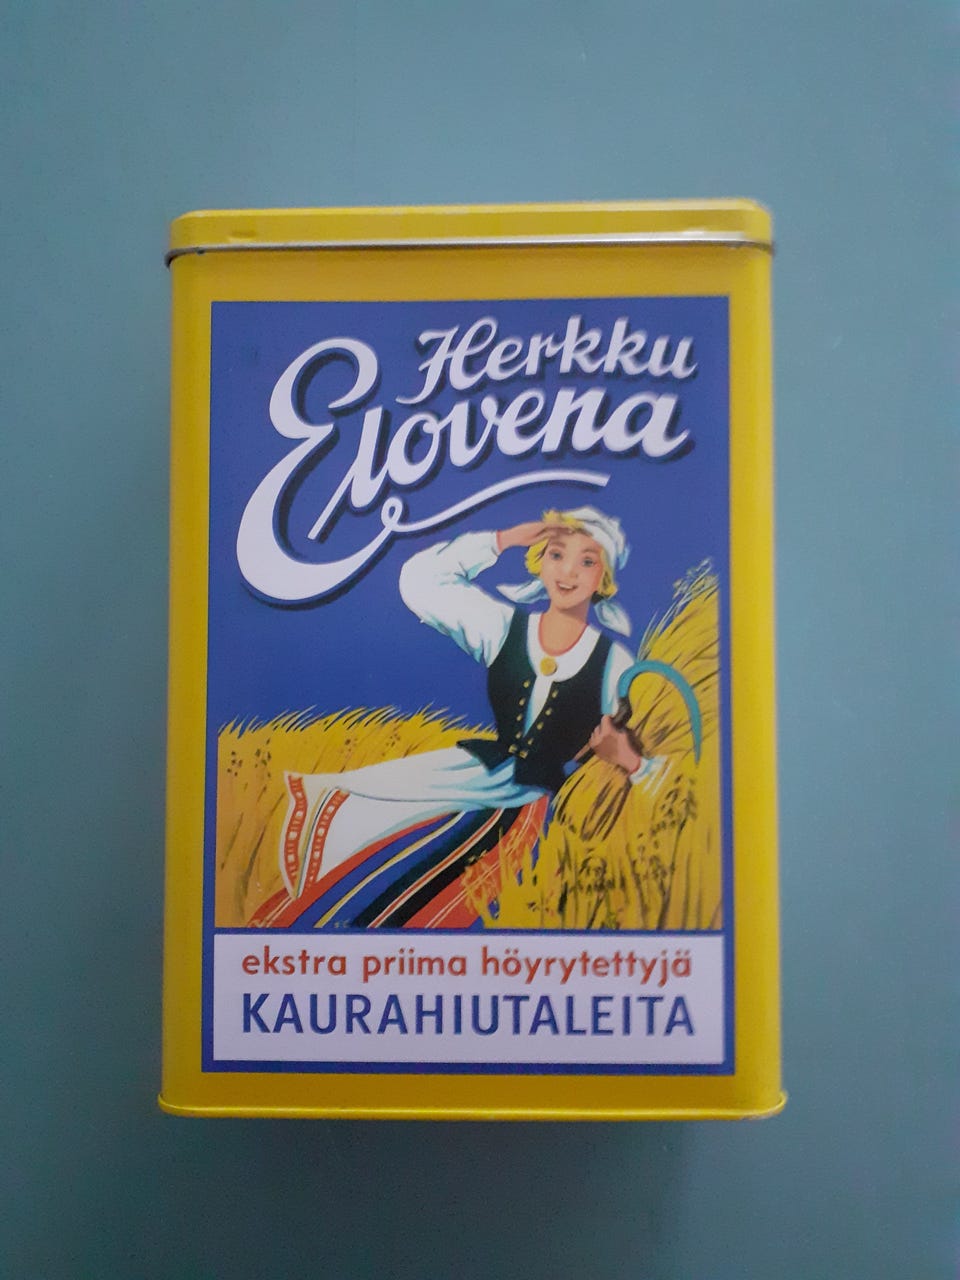 Herkku
Elovena
ekstra priima höyrytettyjä
KAURAHIUTALEITA